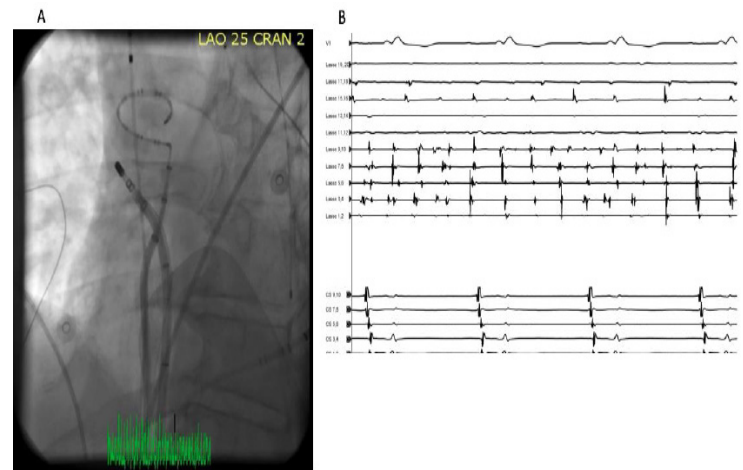 A
LAO 25 CRAN 2
B
V1
Lasso 19,20
Lasso 17,18
Lasso 15,16
Lasso 13,14
Lasso 11,12
Lasso 9,10
Lasso 7,8
Lasso 5,6
Lasso 3,4
Lasso 1,2
CS 9,10
CS 7,8
CS 5,6
CS 3,4